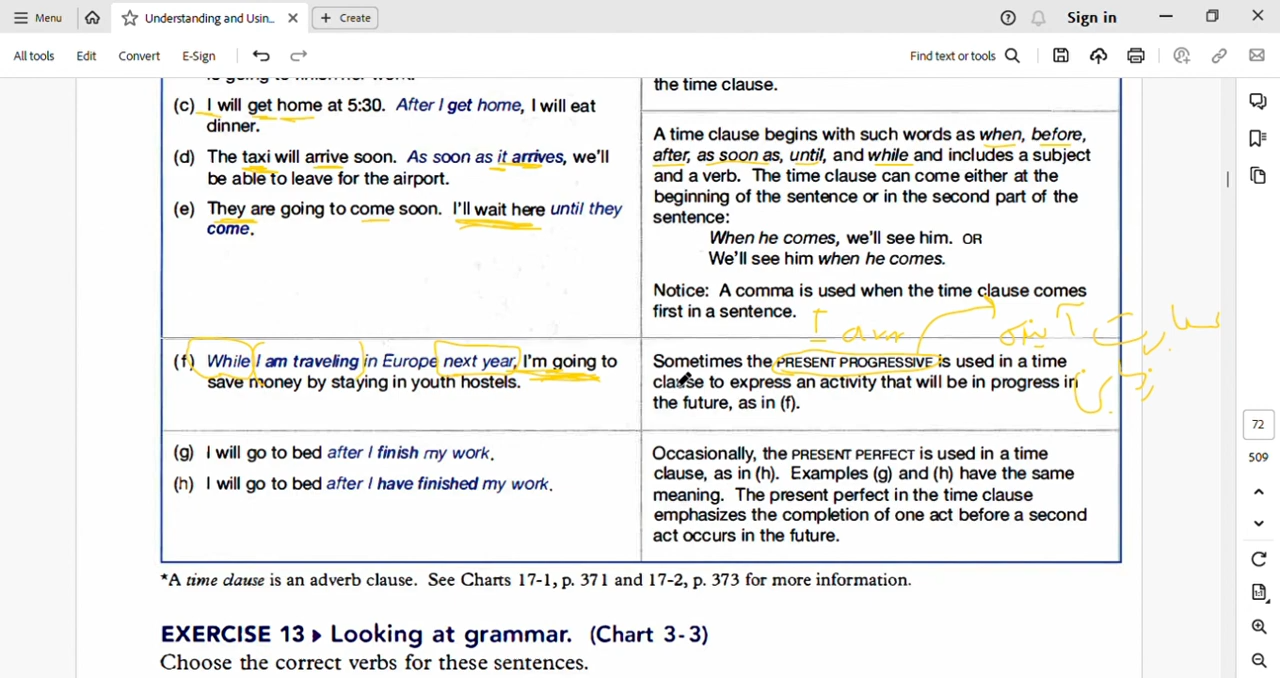 Menu
Understanding and Usin...
Create
Sign in
All tools
Edit
Convert
E-Sign
Find text or tools
is going to finish her work.
(c) I will get home at 5:30. After I get home, I will eat
dinner.
(d) The taxi will arrive soon. As soon as it arrives, we'll
be able to leave for the airport.
(e) They are going to come soon. I'll wait here until they
come.
the time clause.
A time clause begins with such words as when, before,
after, as soon as, until, and while and includes a subject
and a verb. The time clause can come either at the
beginning of the sentence or in the second part of the
sentence:
When he comes, we'll see him. OR
We'll see him when he comes.
Notice: A comma is used when the time clause comes
first in a sentence.
I am
(f) While I am traveling in Europe next year, I'm going to
save money by staying in youth hostels.
Sometimes the PRESENT PROGRESSIVE is used in a time
clause to express an activity that will be in progress in
the future, as in (f).
(g) I will go to bed after I finish my work.
(h) I will go to bed after I have finished my work.
Occasionally, the PRESENT PERFECT is used in a time
clause, as in (h). Examples (g) and (h) have the same
meaning. The present perfect in the time clause
emphasizes the completion of one act before a second
act occurs in the future.
*A time clause is an adverb clause. See Charts 17-1, p. 371 and 17-2, p. 373 for more information.
EXERCISE 13 ▸ Looking at grammar. (Chart 3-3)
Choose the correct verbs for these sentences.
72
509